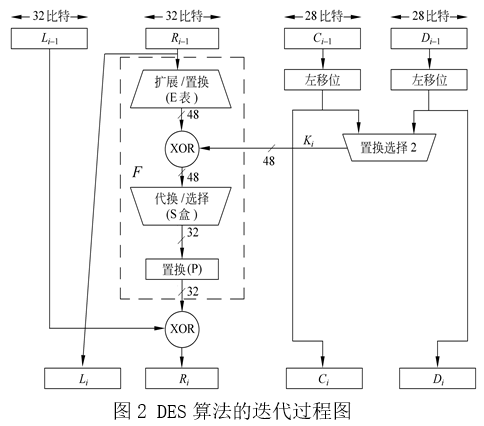 32比特 32比特 28比特 28比特
L_{i-1} R_{i-1} C_{i-1} D_{i-1}
扩展/置换 左移位 左移位
(E表)
48
XOR 48 K_i 置换选择2
F 48
代换/选择
(S盒)
32
置换(P)
32
XOR
L_i R_i C_i D_i
图2 DES算法的迭代过程图